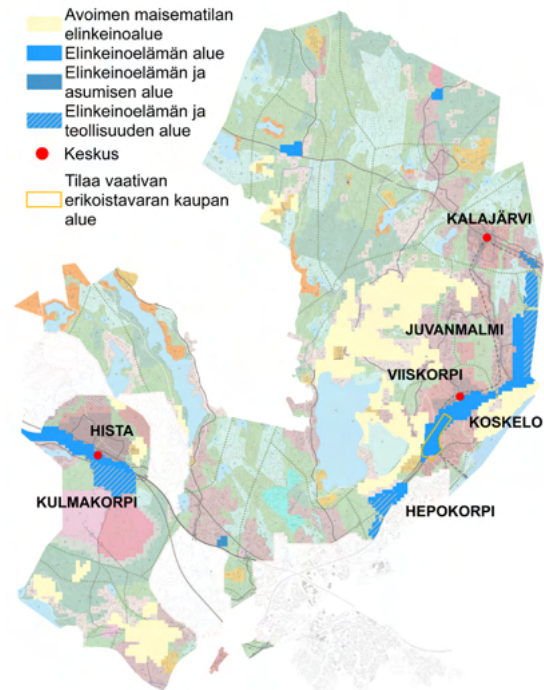 Avoimen maisematilan
elinkeinoalue
Elinkeinoelämän alue
Elinkeinoelämän ja
asumisen alue
Elinkeinoelämän ja
teollisuuden alue
Keskus
Tilaa vaativan
erikoistavaran kaupan
alue
KALAJÄRVI
JUVANMALMI
VIISKORPI
KOSKELO
HISTA
KULMAKORPI
HEPOKORPI